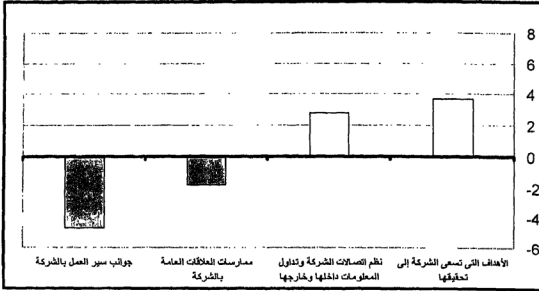 8
6
4
2
0
-2
-4
-6
الأهداف التى تسعى الشركة إلى
تحقيقها
نظم اتصالات الشركة وتداول
المعلومات داخلها وخارجها
ممارسات العلاقات العامة
بالشركة
جوانب سير العمل بالشركة